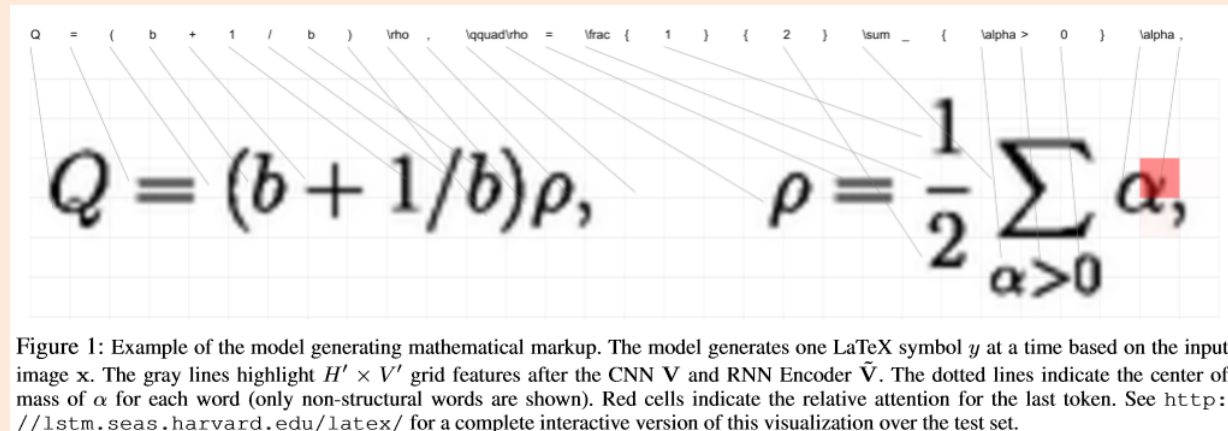 Q = ( b + 1 / b ) \rho , \qquad\rho = \frac { 1 } { 2 } \sum _ { \alpha > 0 } \alpha ,
Q = (b + 1/b)ρ, ρ = 1/2 ∑ α>0 α,
Figure 1: Example of the model generating mathematical markup. The model generates one LaTeX symbol y at a time based on the input
image x. The gray lines highlight H′ × V′ grid features after the CNN V and RNN Encoder Ṽ. The dotted lines indicate the center of
mass of α for each word (only non-structural words are shown). Red cells indicate the relative attention for the last token. See http:
//lstm.seas.harvard.edu/latex/ for a complete interactive version of this visualization over the test set.